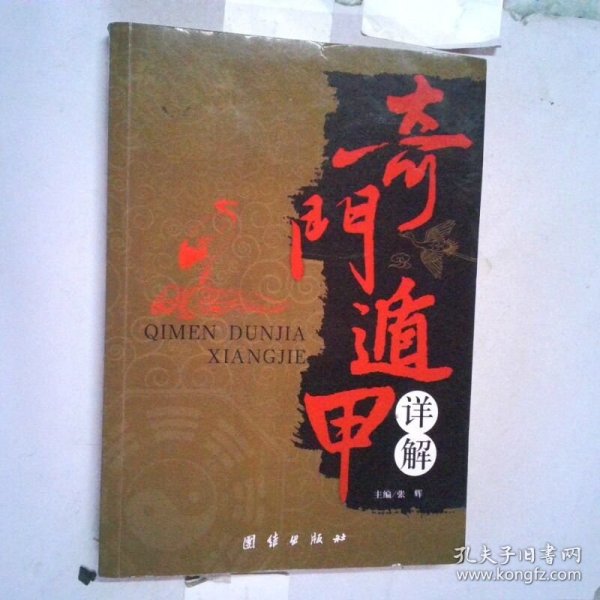 奇門遁甲
详解
QIMEN DUNJIA
XIANGJIE
主编/张 辉
团结出版社
孔夫子旧书网
www.kongfz.com